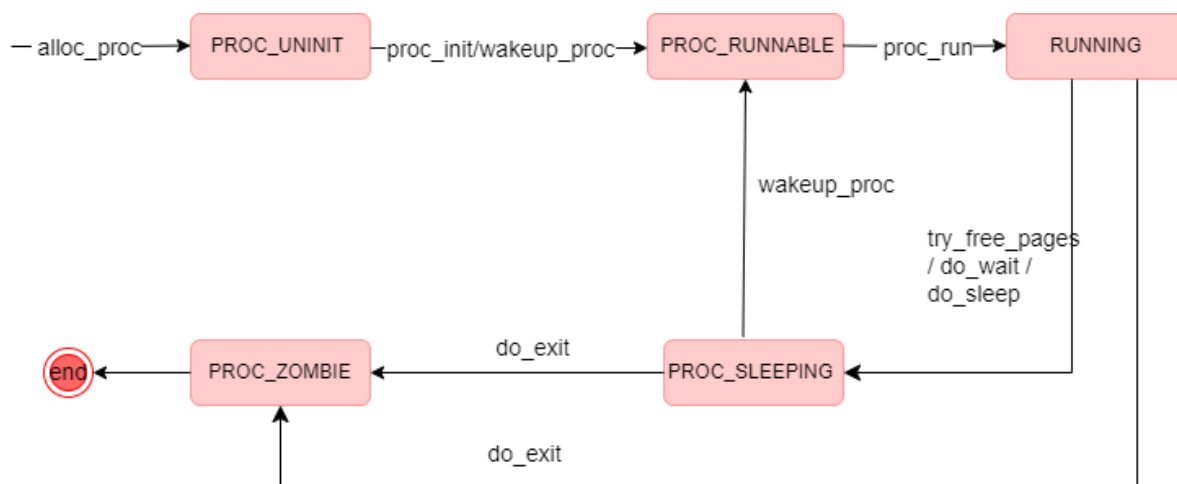 alloc_proc
PROC_UNINIT
proc_init/wakeup_proc
PROC_RUNNABLE
proc_run
RUNNING
wakeup_proc
try_free_pages
/ do_wait /
do_sleep
end
PROC_ZOMBIE
do_exit
PROC_SLEEPING
do_exit